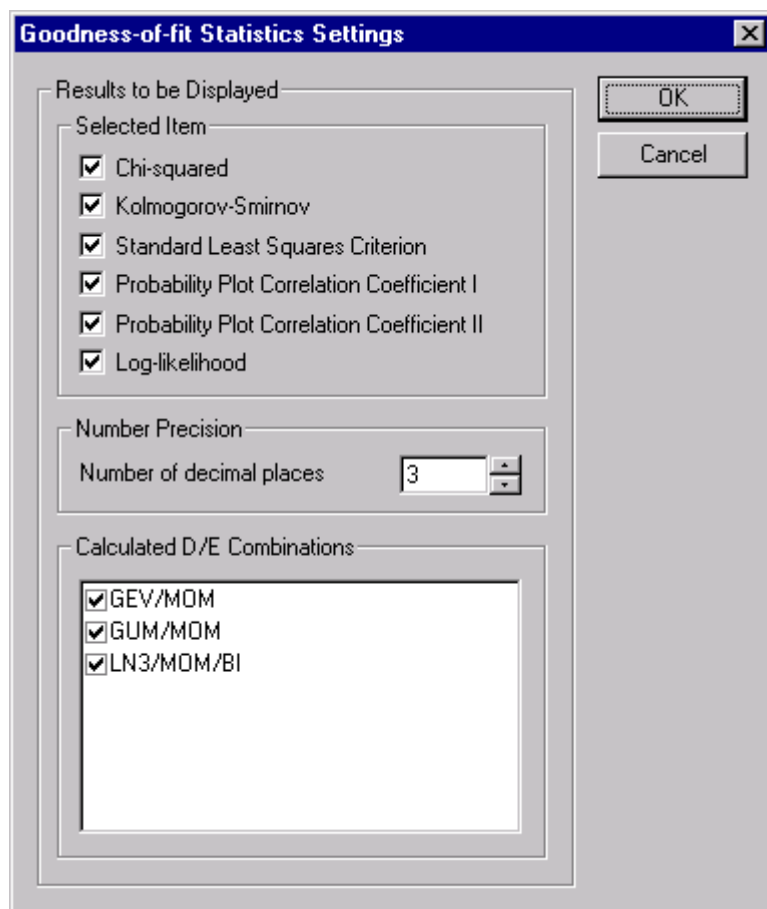 Goodness-of-fit Statistics Settings
Results to be Displayed
Selected Item
Chi-squared
Kolmogorov-Smirnov
Standard Least Squares Criterion
Probability Plot Correlation Coefficient I
Probability Plot Correlation Coefficient II
Log-likelihood
Number Precision
Number of decimal places 3
Calculated D/E Combinations
GEV/MOM
GUM/MOM
LN3/MOM/BI
OK
Cancel